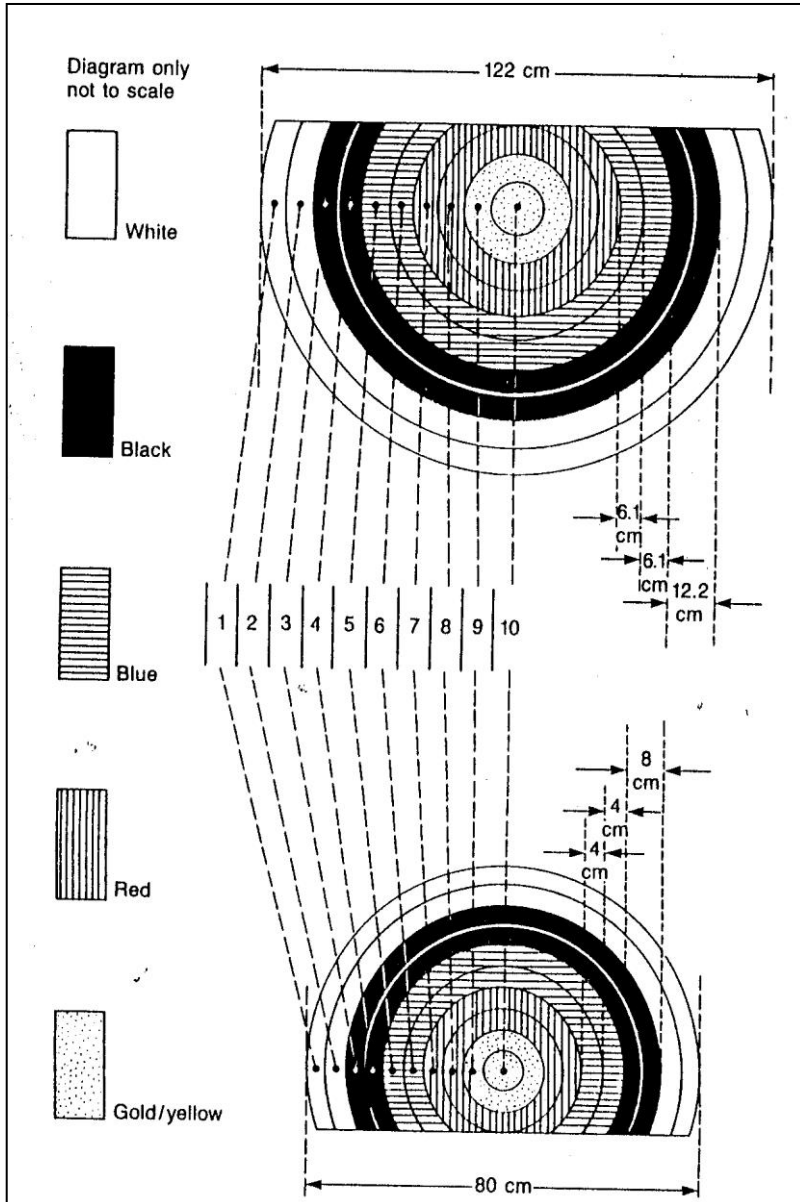 Diagram only
not to scale
122 cm
White
Black
6.1
cm
6.1
cm
12.2
cm
1 2 3 4 5 6 7 8 9 10
Blue
8
cm
4
cm
4
cm
Red
Gold/yellow
80 cm